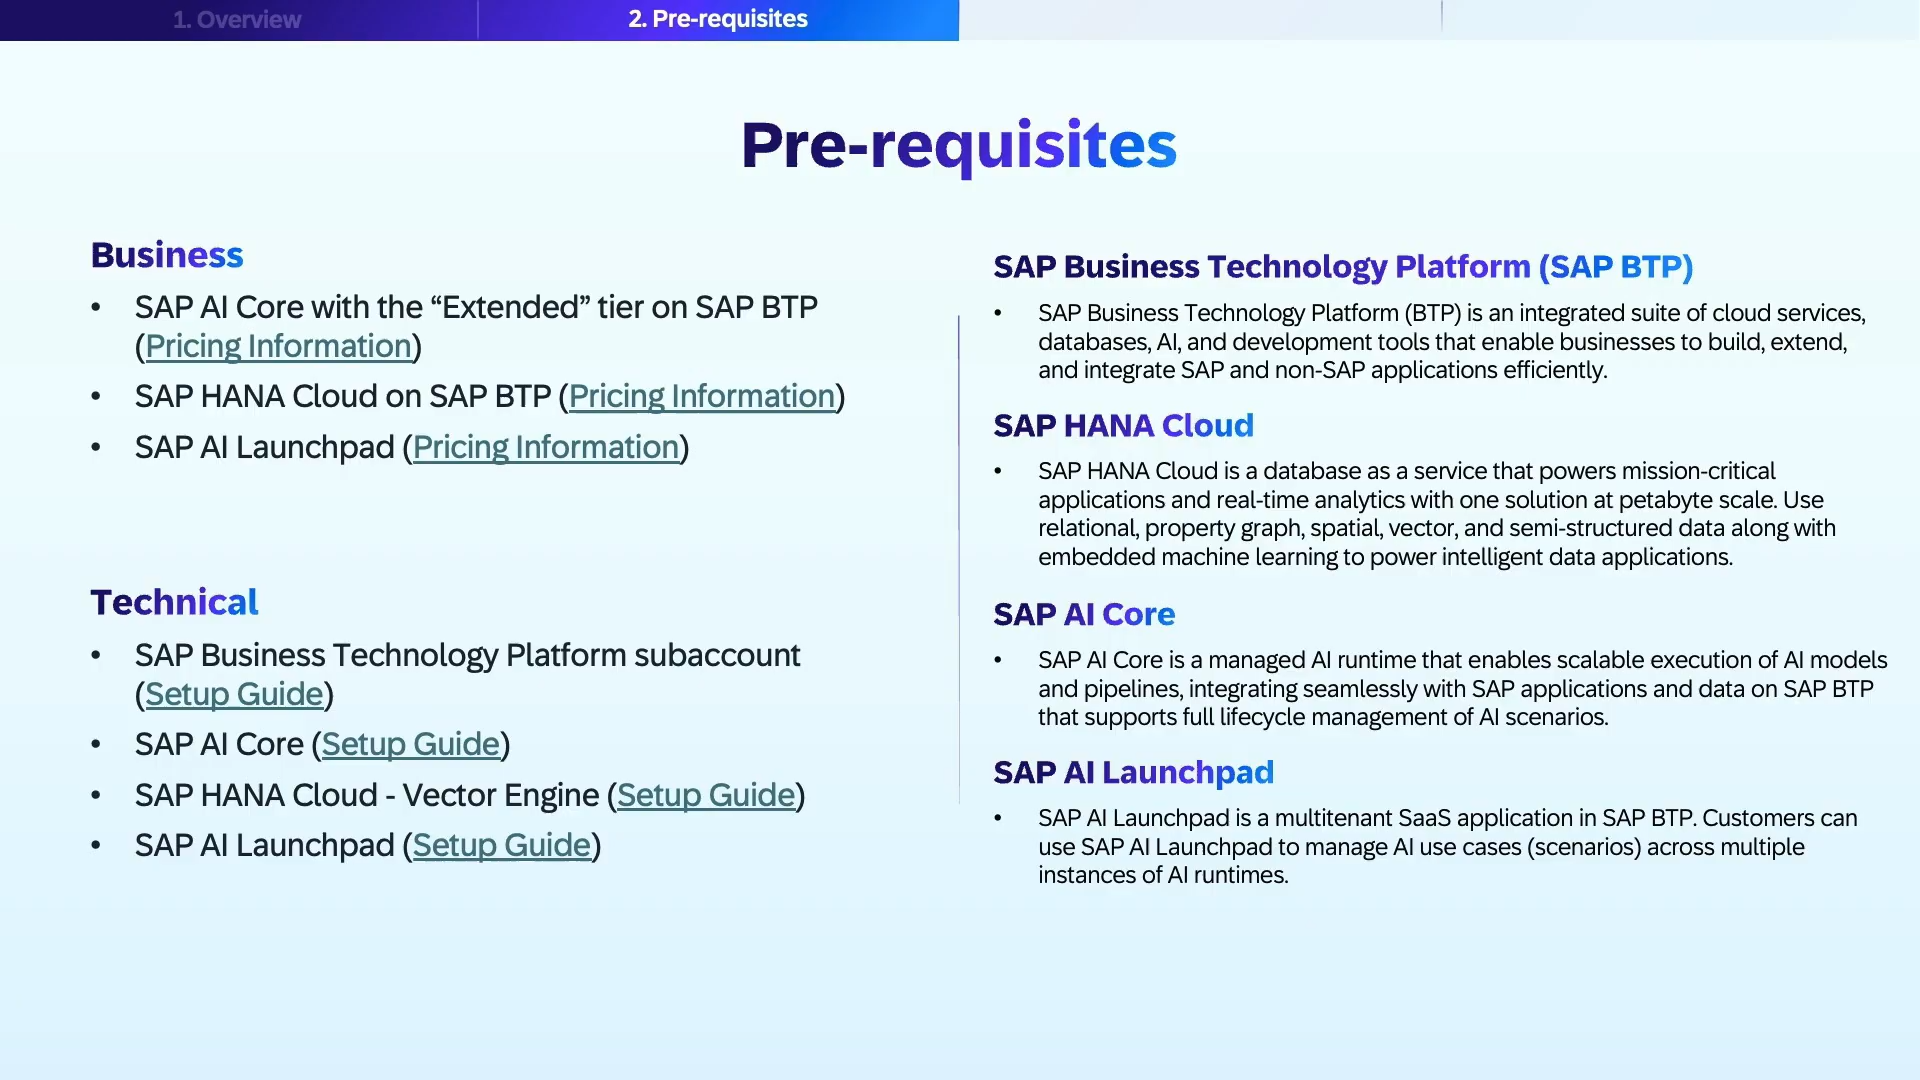 1. Overview
2. Pre-requisites
Pre-requisites
Business
• SAP AI Core with the “Extended” tier on SAP BTP
(Pricing Information)
• SAP HANA Cloud on SAP BTP (Pricing Information)
• SAP AI Launchpad (Pricing Information)
Technical
• SAP Business Technology Platform subaccount
(Setup Guide)
• SAP AI Core (Setup Guide)
• SAP HANA Cloud - Vector Engine (Setup Guide)
• SAP AI Launchpad (Setup Guide)
SAP Business Technology Platform (SAP BTP)
• SAP Business Technology Platform (BTP) is an integrated suite of cloud services,
databases, AI, and development tools that enable businesses to build, extend,
and integrate SAP and non-SAP applications efficiently.
SAP HANA Cloud
• SAP HANA Cloud is a database as a service that powers mission-critical
applications and real-time analytics with one solution at petabyte scale. Use
relational, property graph, spatial, vector, and semi-structured data along with
embedded machine learning to power intelligent data applications.
SAP AI Core
• SAP AI Core is a managed AI runtime that enables scalable execution of AI models
and pipelines, integrating seamlessly with SAP applications and data on SAP BTP
that supports full lifecycle management of AI scenarios.
SAP AI Launchpad
• SAP AI Launchpad is a multitenant SaaS application in SAP BTP. Customers can
use SAP AI Launchpad to manage AI use cases (scenarios) across multiple
instances of AI runtimes.